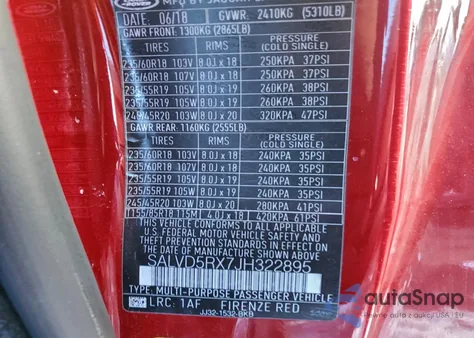 ROVER
DATE: 06/18 GVWR: 2410KG (5310LB)
GAWR FRONT: 1300KG (2865LB)
TIRES RIMS PRESSURE (COLD SINGLE)
235/60R18 103V 8.0J x 18 250KPA 37PSI
235/60R18 107V 8.0J x 18 250KPA 37PSI
235/55R19 105V 8.0J x 19 260KPA 38PSI
235/55R19 105W 8.0J x 19 260KPA 38PSI
245/45R20 103W 8.0J x 20 320KPA 47PSI
GAWR REAR: 1160KG (2555LB)
TIRES RIMS PRESSURE (COLD SINGLE)
235/60R18 103V 8.0J x 18 240KPA 35PSI
235/60R18 107V 8.0J x 18 240KPA 35PSI
235/55R19 105V 8.0J x 19 240KPA 35PSI
235/55R19 105W 8.0J x 19 240KPA 35PSI
245/45R20 103W 8.0J x 20 280KPA 41PSI
T155/85R18 115M 4.0J x 18 420KPA 61PSI
THIS VEHICLE CONFORMS TO ALL APPLICABLE FEDERAL MOTOR VEHICLE SAFETY, BUMPER, AND THEFT PREVENTION STANDARDS IN EFFECT ON THE DATE OF MANUFACTURE SHOWN ABOVE.
SALVD5RX7JH322895
TYPE: MULTI-PURPOSE PASSENGER VEHICLE
LRC: 1AF FIRENZE RED
JJ32-1532-BKB
autoSnap
Pewne auto z aukcji USA i EU